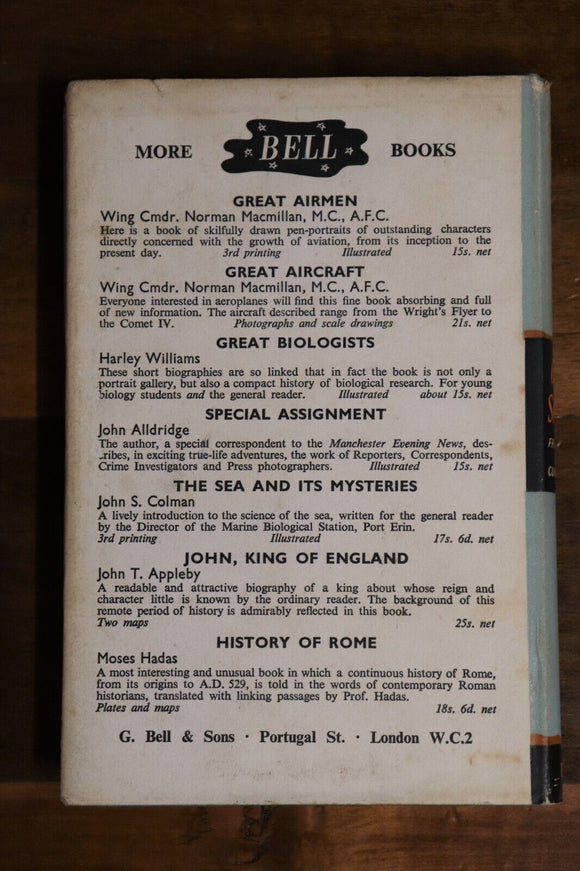 MORE BELL BOOKS
GREAT AIRMEN
Wing Cmdr. Norman Macmillan, M.C., A.F.C.
Here is a book of skilfully drawn pen-portraits of outstanding characters
directly concerned with the growth of aviation, from its inception to the
present day. 3rd printing Illustrated 15s. net
GREAT AIRCRAFT
Wing Cmdr. Norman Macmillan, M.C., A.F.C.
Everyone interested in aeroplanes will find this fine book absorbing and full
of new information. The aircraft described range from the Wright's Flyer to
the Comet IV. Photographs and scale drawings 21s. net
GREAT BIOLOGISTS
Harley Williams
These short biographies are so linked that in fact the book is not only a
portrait gallery, but also a compact history of biological research. For young
biology students and the general reader. Illustrated about 15s. net
SPECIAL ASSIGNMENT
John Alldridge
The author, a special correspondent to the Manchester Evening News, des-
cribes, in exciting true-life adventures, the work of Reporters, Correspondents,
Crime Investigators and Press photographers. Illustrated 15s. net
THE SEA AND ITS MYSTERIES
John S. Colman
A lively introduction to the science of the sea, written for the general reader
by the Director of the Marine Biological Station, Port Erin.
3rd printing Illustrated 17s. 6d. net
JOHN, KING OF ENGLAND
John T. Appleby
A readable and attractive biography of a king about whose reign and
character little is known by the ordinary reader. The background of this
remote period of history is admirably reflected in this book.
Two maps 25s. net
HISTORY OF ROME
Moses Hadas
A most interesting and unusual book in which a continuous history of Rome,
from its origins to A.D. 529, is told in the words of contemporary Roman
historians, translated with linking passages by Prof. Hadas.
Plates and maps 18s. 6d. net
G. Bell & Sons · Portugal St. · London W.C.2